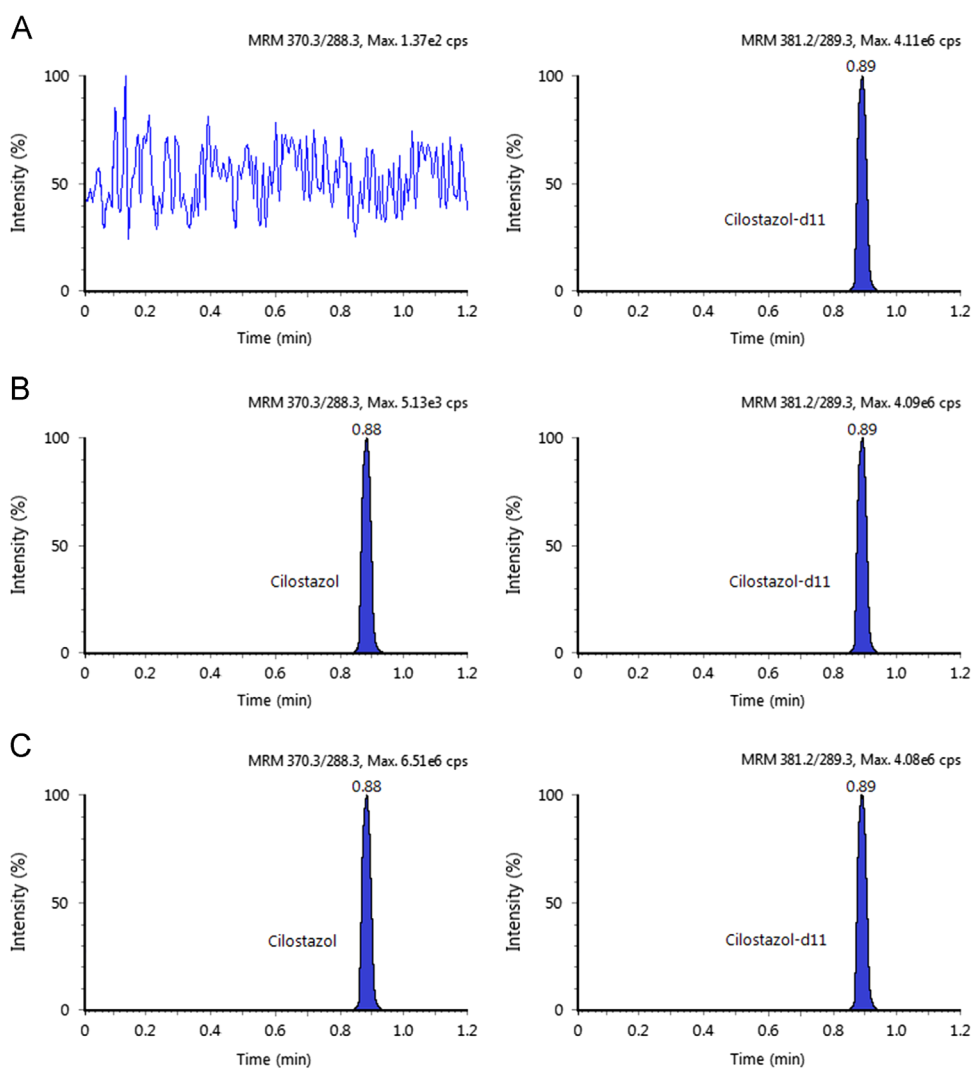 A
MRM 370.3/288.3, Max. 1.37e2 cps
Intensity (%)
100
50
0
0 0.2 0.4 0.6 0.8 1.0 1.2
Time (min)
MRM 381.2/289.3, Max. 4.11e6 cps
0.89
Intensity (%)
100
50
0
Cilostazol-d11
0 0.2 0.4 0.6 0.8 1.0 1.2
Time (min)
B
MRM 370.3/288.3, Max. 5.13e3 cps
0.88
Intensity (%)
100
50
0
Cilostazol
0 0.2 0.4 0.6 0.8 1.0 1.2
Time (min)
MRM 381.2/289.3, Max. 4.09e6 cps
0.89
Intensity (%)
100
50
0
Cilostazol-d11
0 0.2 0.4 0.6 0.8 1.0 1.2
Time (min)
C
MRM 370.3/288.3, Max. 6.51e6 cps
0.88
Intensity (%)
100
50
0
Cilostazol
0 0.2 0.4 0.6 0.8 1.0 1.2
Time (min)
MRM 381.2/289.3, Max. 4.08e6 cps
0.89
Intensity (%)
100
50
0
Cilostazol-d11
0 0.2 0.4 0.6 0.8 1.0 1.2
Time (min)